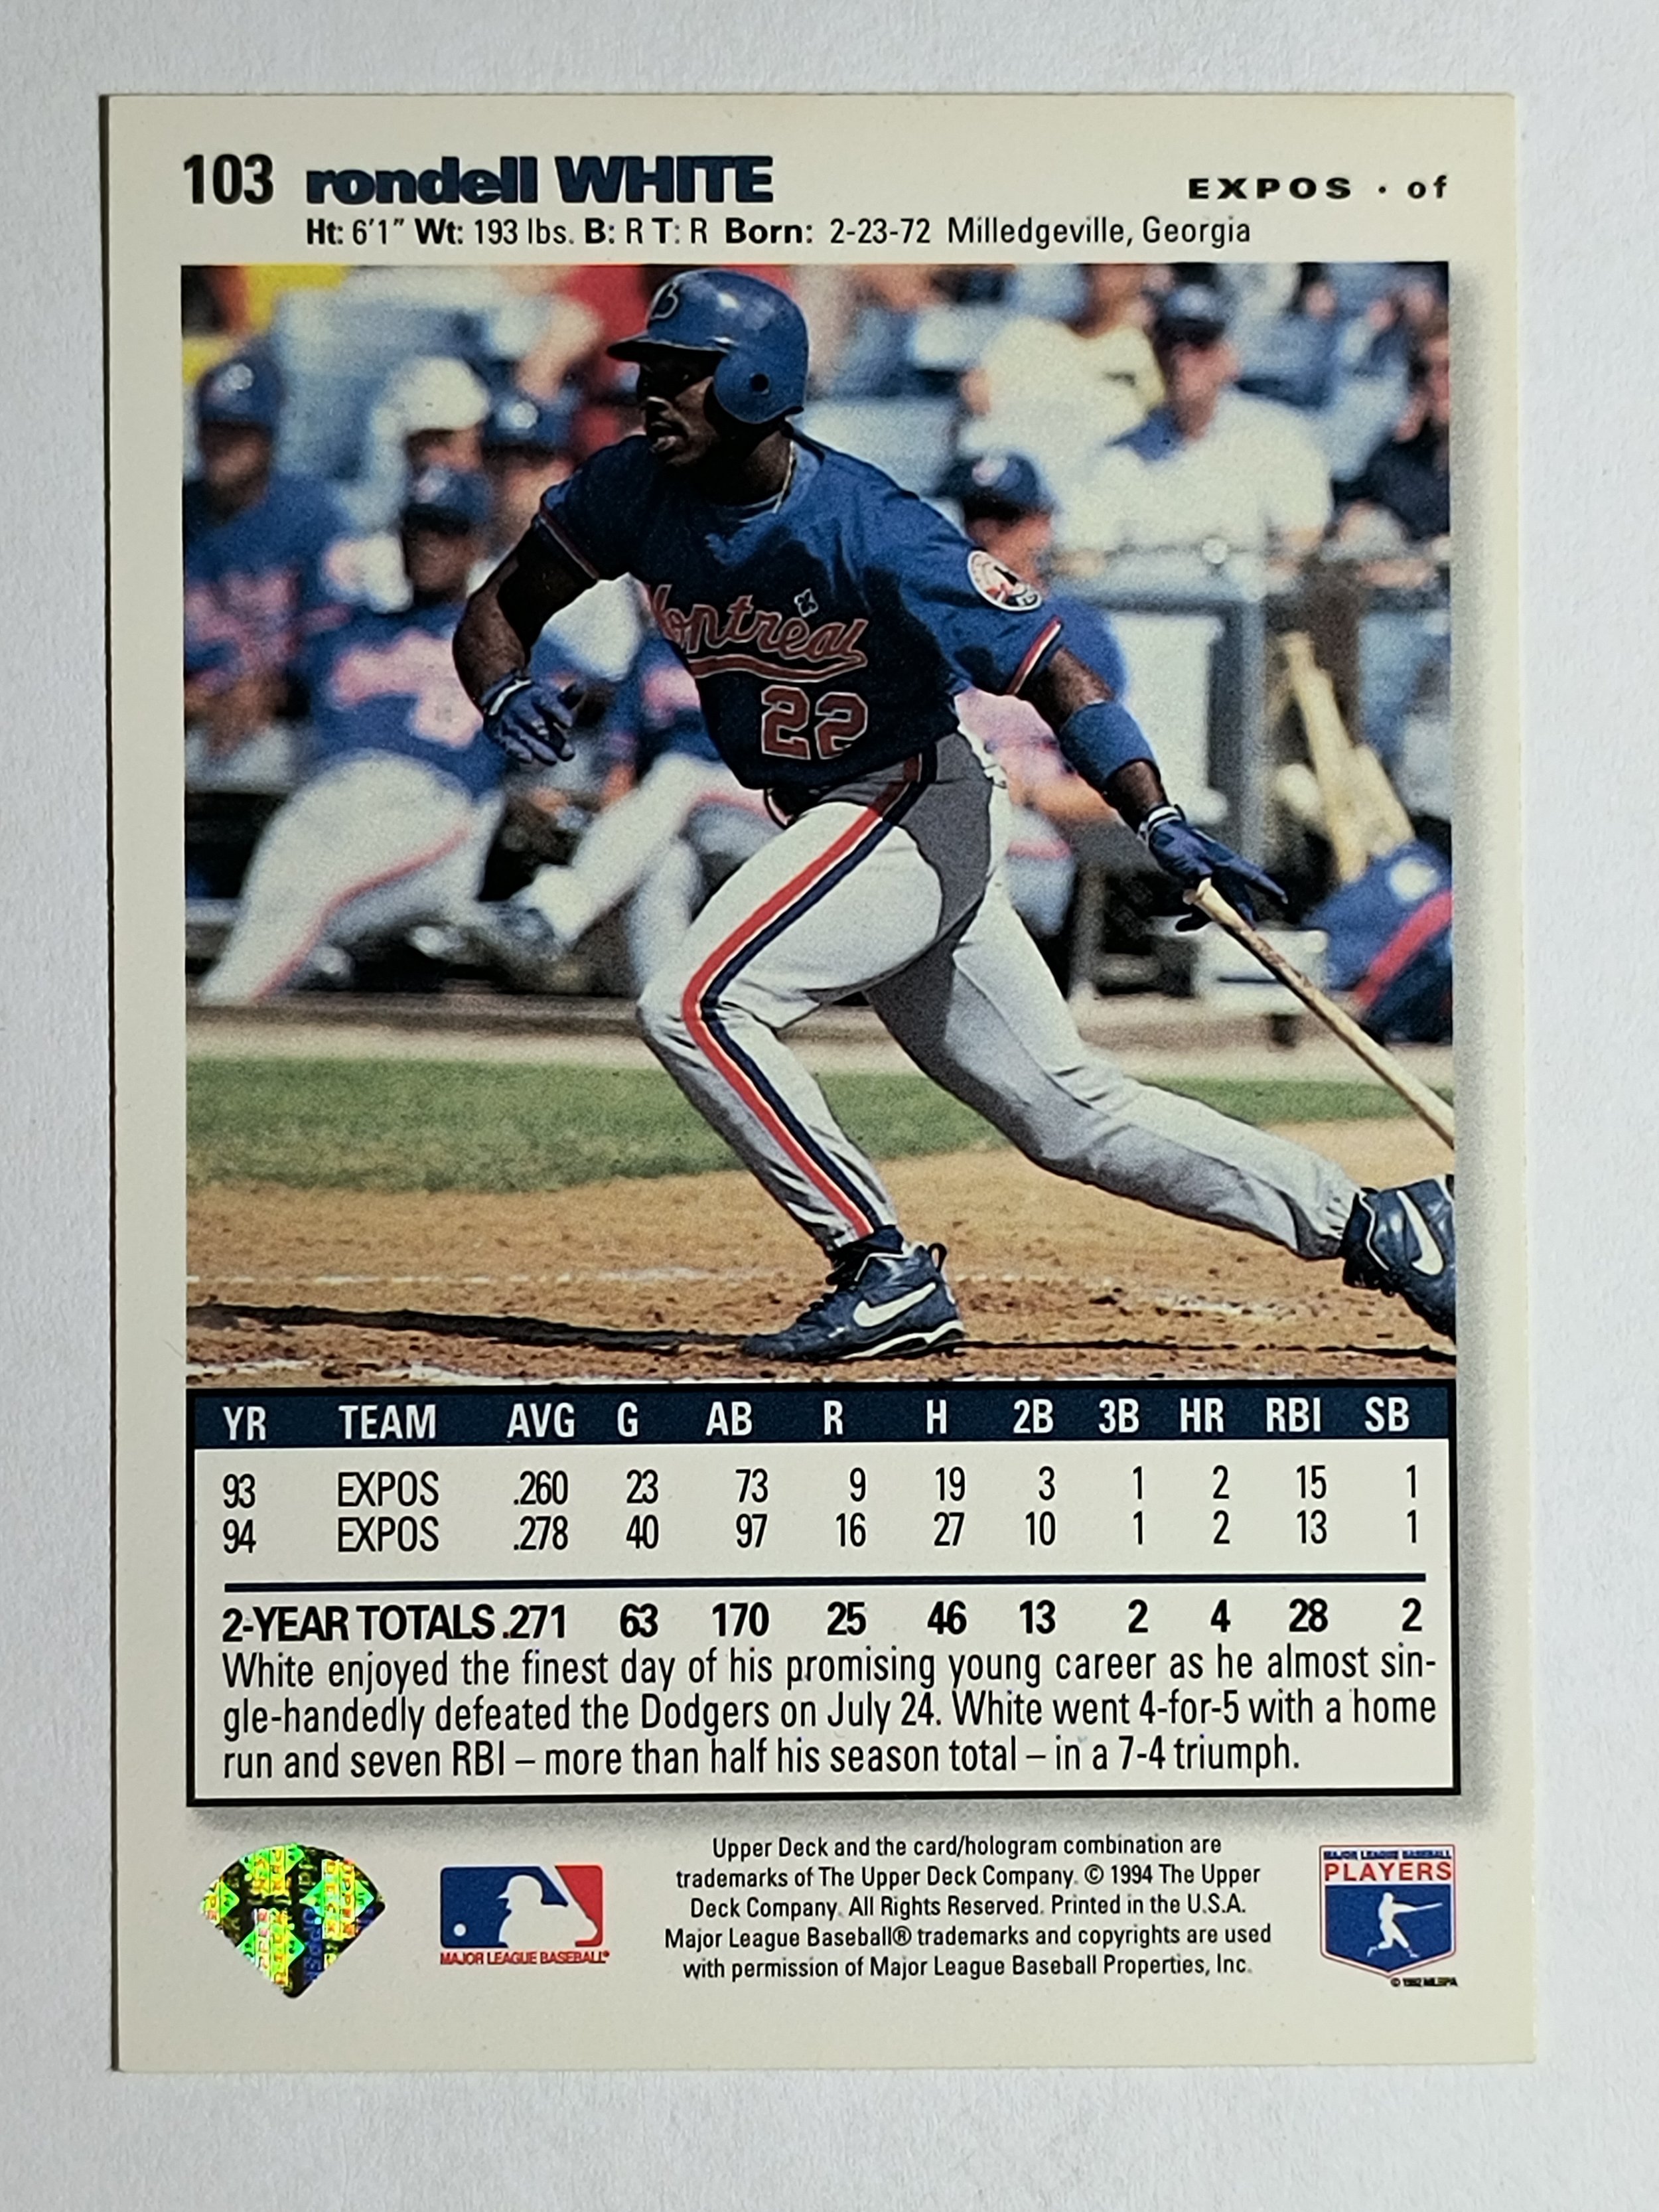 103 rondell WHITE EXPOS · of
Ht: 6'1" Wt: 193 lbs. B: R T: R Born: 2-23-72 Milledgeville, Georgia
Montreal
22
YR TEAM AVG G AB R H 2B 3B HR RBI SB
93 EXPOS .260 23 73 9 19 3 1 2 15 1
94 EXPOS .278 40 97 16 27 10 1 2 13 1
2-YEAR TOTALS .271 63 170 25 46 13 2 4 28 2
White enjoyed the finest day of his promising young career as he almost sin-
gle-handedly defeated the Dodgers on July 24. White went 4-for-5 with a home
run and seven RBI – more than half his season total – in a 7-4 triumph.
Upper Deck and the card/hologram combination are
trademarks of The Upper Deck Company. © 1994 The Upper
Deck Company. All Rights Reserved. Printed in the U.S.A.
Major League Baseball® trademarks and copyrights are used
with permission of Major League Baseball Properties, Inc.
MAJOR LEAGUE BASEBALL®
MAJOR LEAGUE BASEBALL
PLAYERS
© 1992 MLBPA